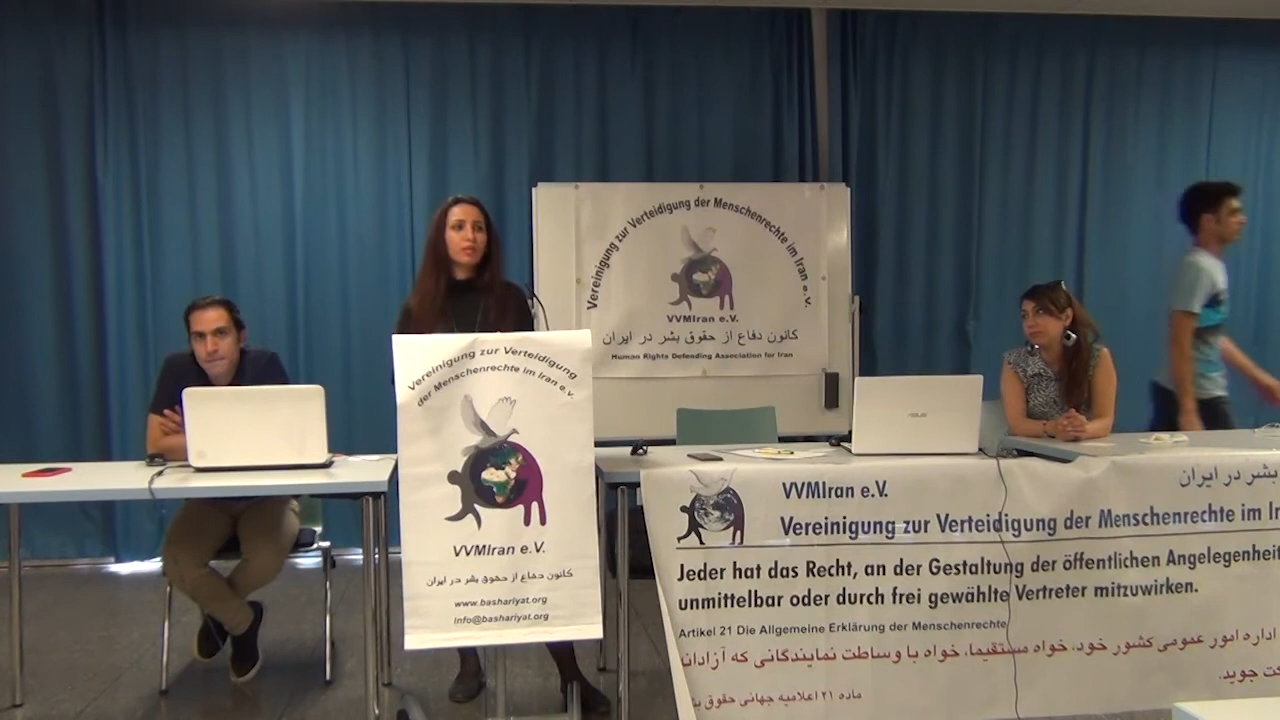 Vereinigung zur Verteidigung der Menschenrechte im Iran e.V.
VVMIran e.V.
کانون دفاع از حقوق بشر در ایران
Human Rights Defending Association for Iran
Vereinigung zur Verteidigung
der Menschenrechte im Iran e.V.
VVMIran e.V.
کانون دفاع از حقوق بشر در ایران
www.bashariyat.org
info@bashariyat.org
ASUS
VVMIran e.V.
بشر در ایران
Vereinigung zur Verteidigung der Menschenrechte im
Jeder hat das Recht, an der Gestaltung der öffentlichen Angelegenheit
unmittelbar oder durch frei gewählte Vertreter mitzuwirken.
Artikel 21 Die Allgemeine Erklärung der Menschenrechte
اداره امور عمومی کشور خود، خواه مستقیما، خواه با وساطت نمایندگانی که آزادان
جوید.
ماده ۲۱ اعلامیه جهانی حقوق